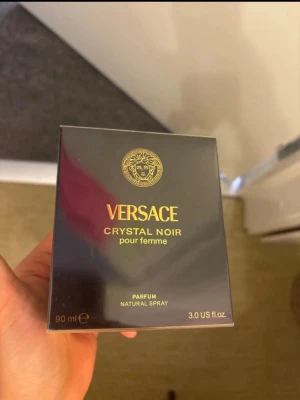 VERSACE
CRYSTAL NOIR
pour femme
PARFUM
NATURAL SPRAY
90 ml ℮ 3.0 US fl.oz.